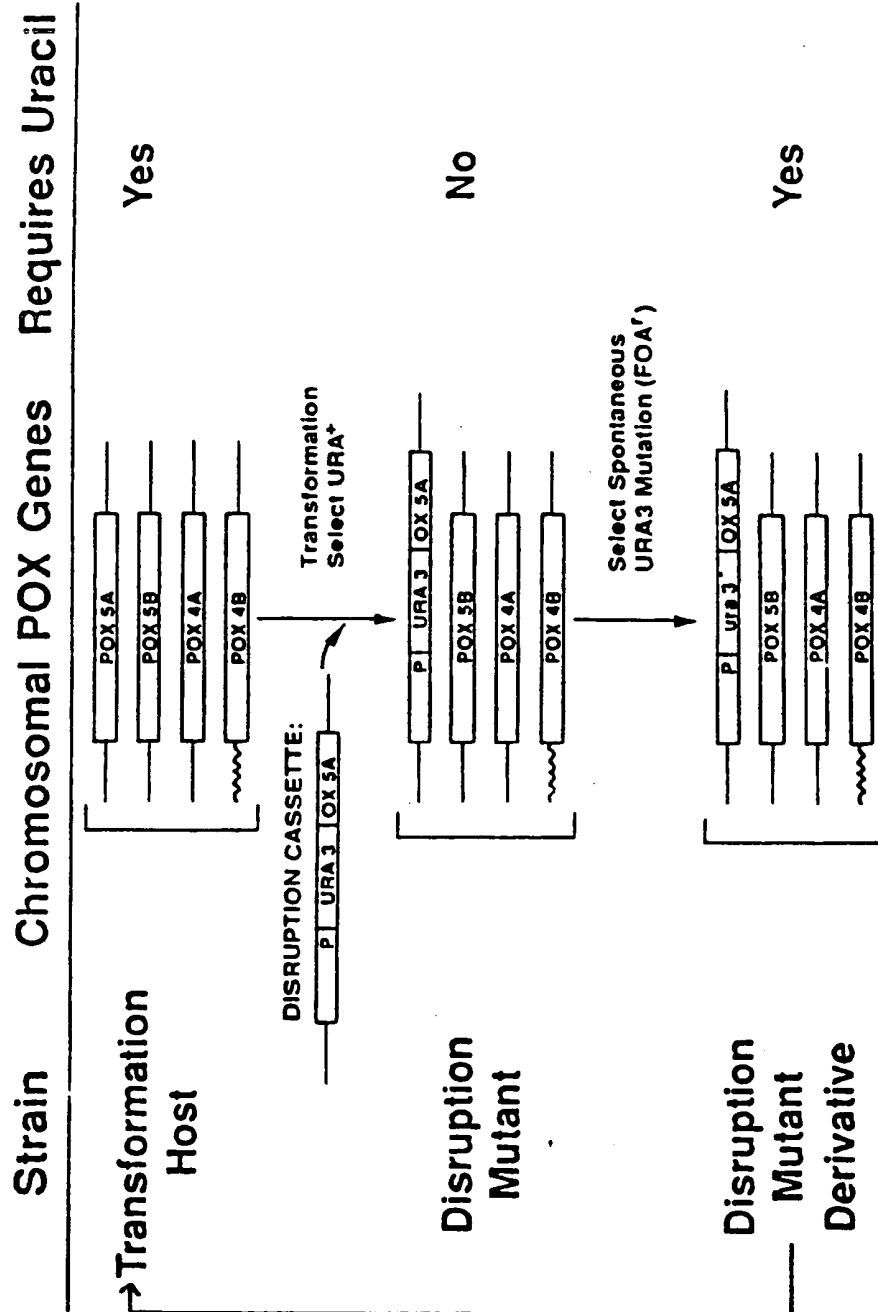 Strain Chromosomal POX Genes Requires Uracil
Transformation
Host
POX 5A
POX 5B
POX 4A
POX 4B
Yes
DISRUPTION CASSETTE:
P URA 3 OX 5A
Transformation
Select URA⁺
Disruption
Mutant
P URA 3 OX 5A
POX 5B
POX 4A
POX 4B
No
Select Spontaneous
URA3 Mutation (FOAʳ)
Disruption
Mutant
Derivative
P ura 3⁻ OX 5A
POX 5B
POX 4A
POX 4B
Yes